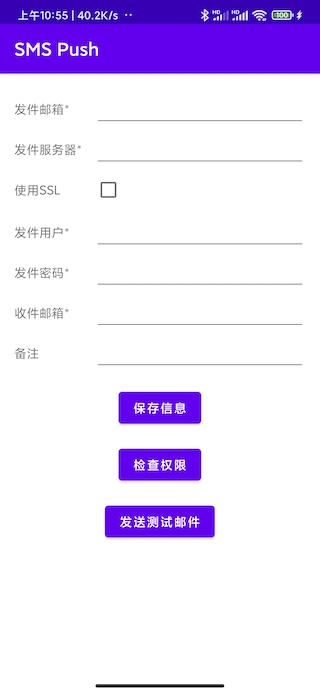 上午10:55 | 40.2K/s ··
HD HD 100
SMS Push
发件邮箱*
发件服务器*
使用SSL
发件用户*
发件密码*
收件邮箱*
备注
保存信息
检查权限
发送测试邮件